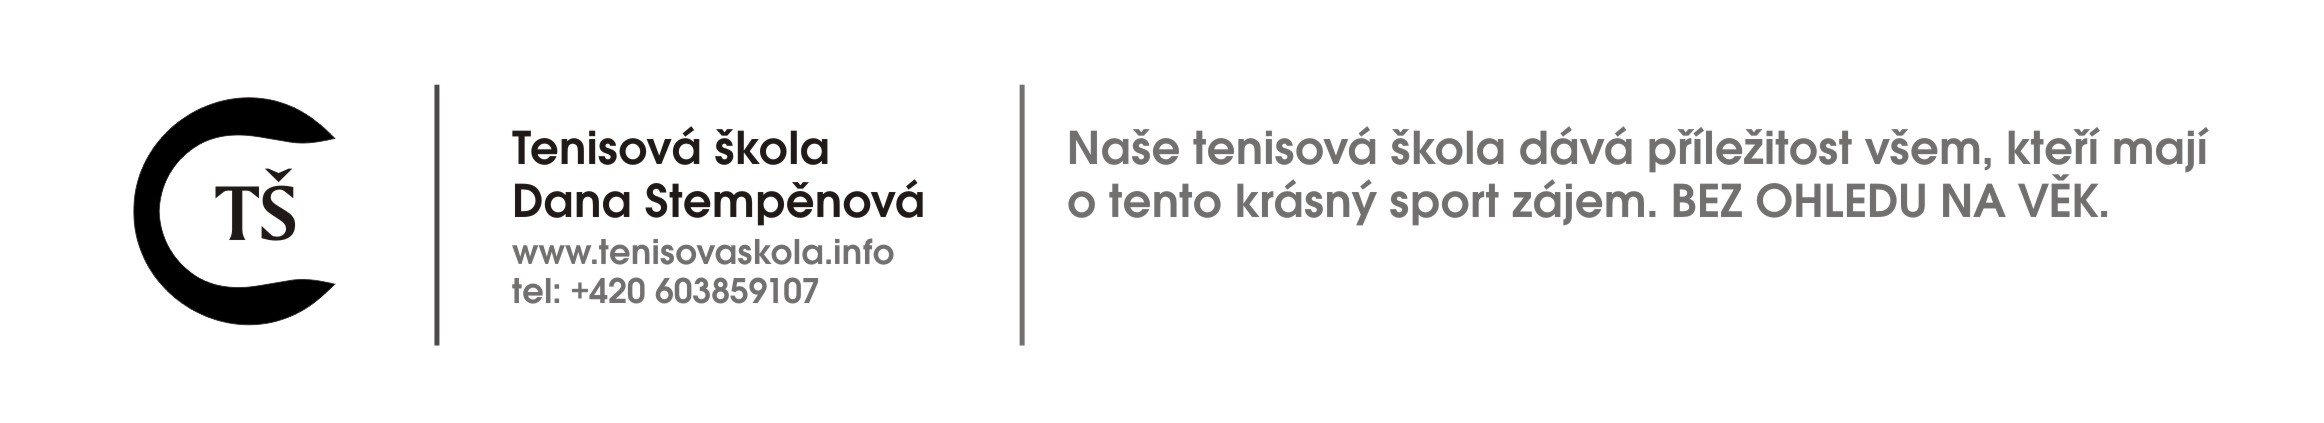 TŠ
Tenisová škola
Dana Stempěnová
www.tenisovaskola.info
tel: +420 603859107
Naše tenisová škola dává příležitost všem, kteří mají
o tento krásný sport zájem. BEZ OHLEDU NA VĚK.